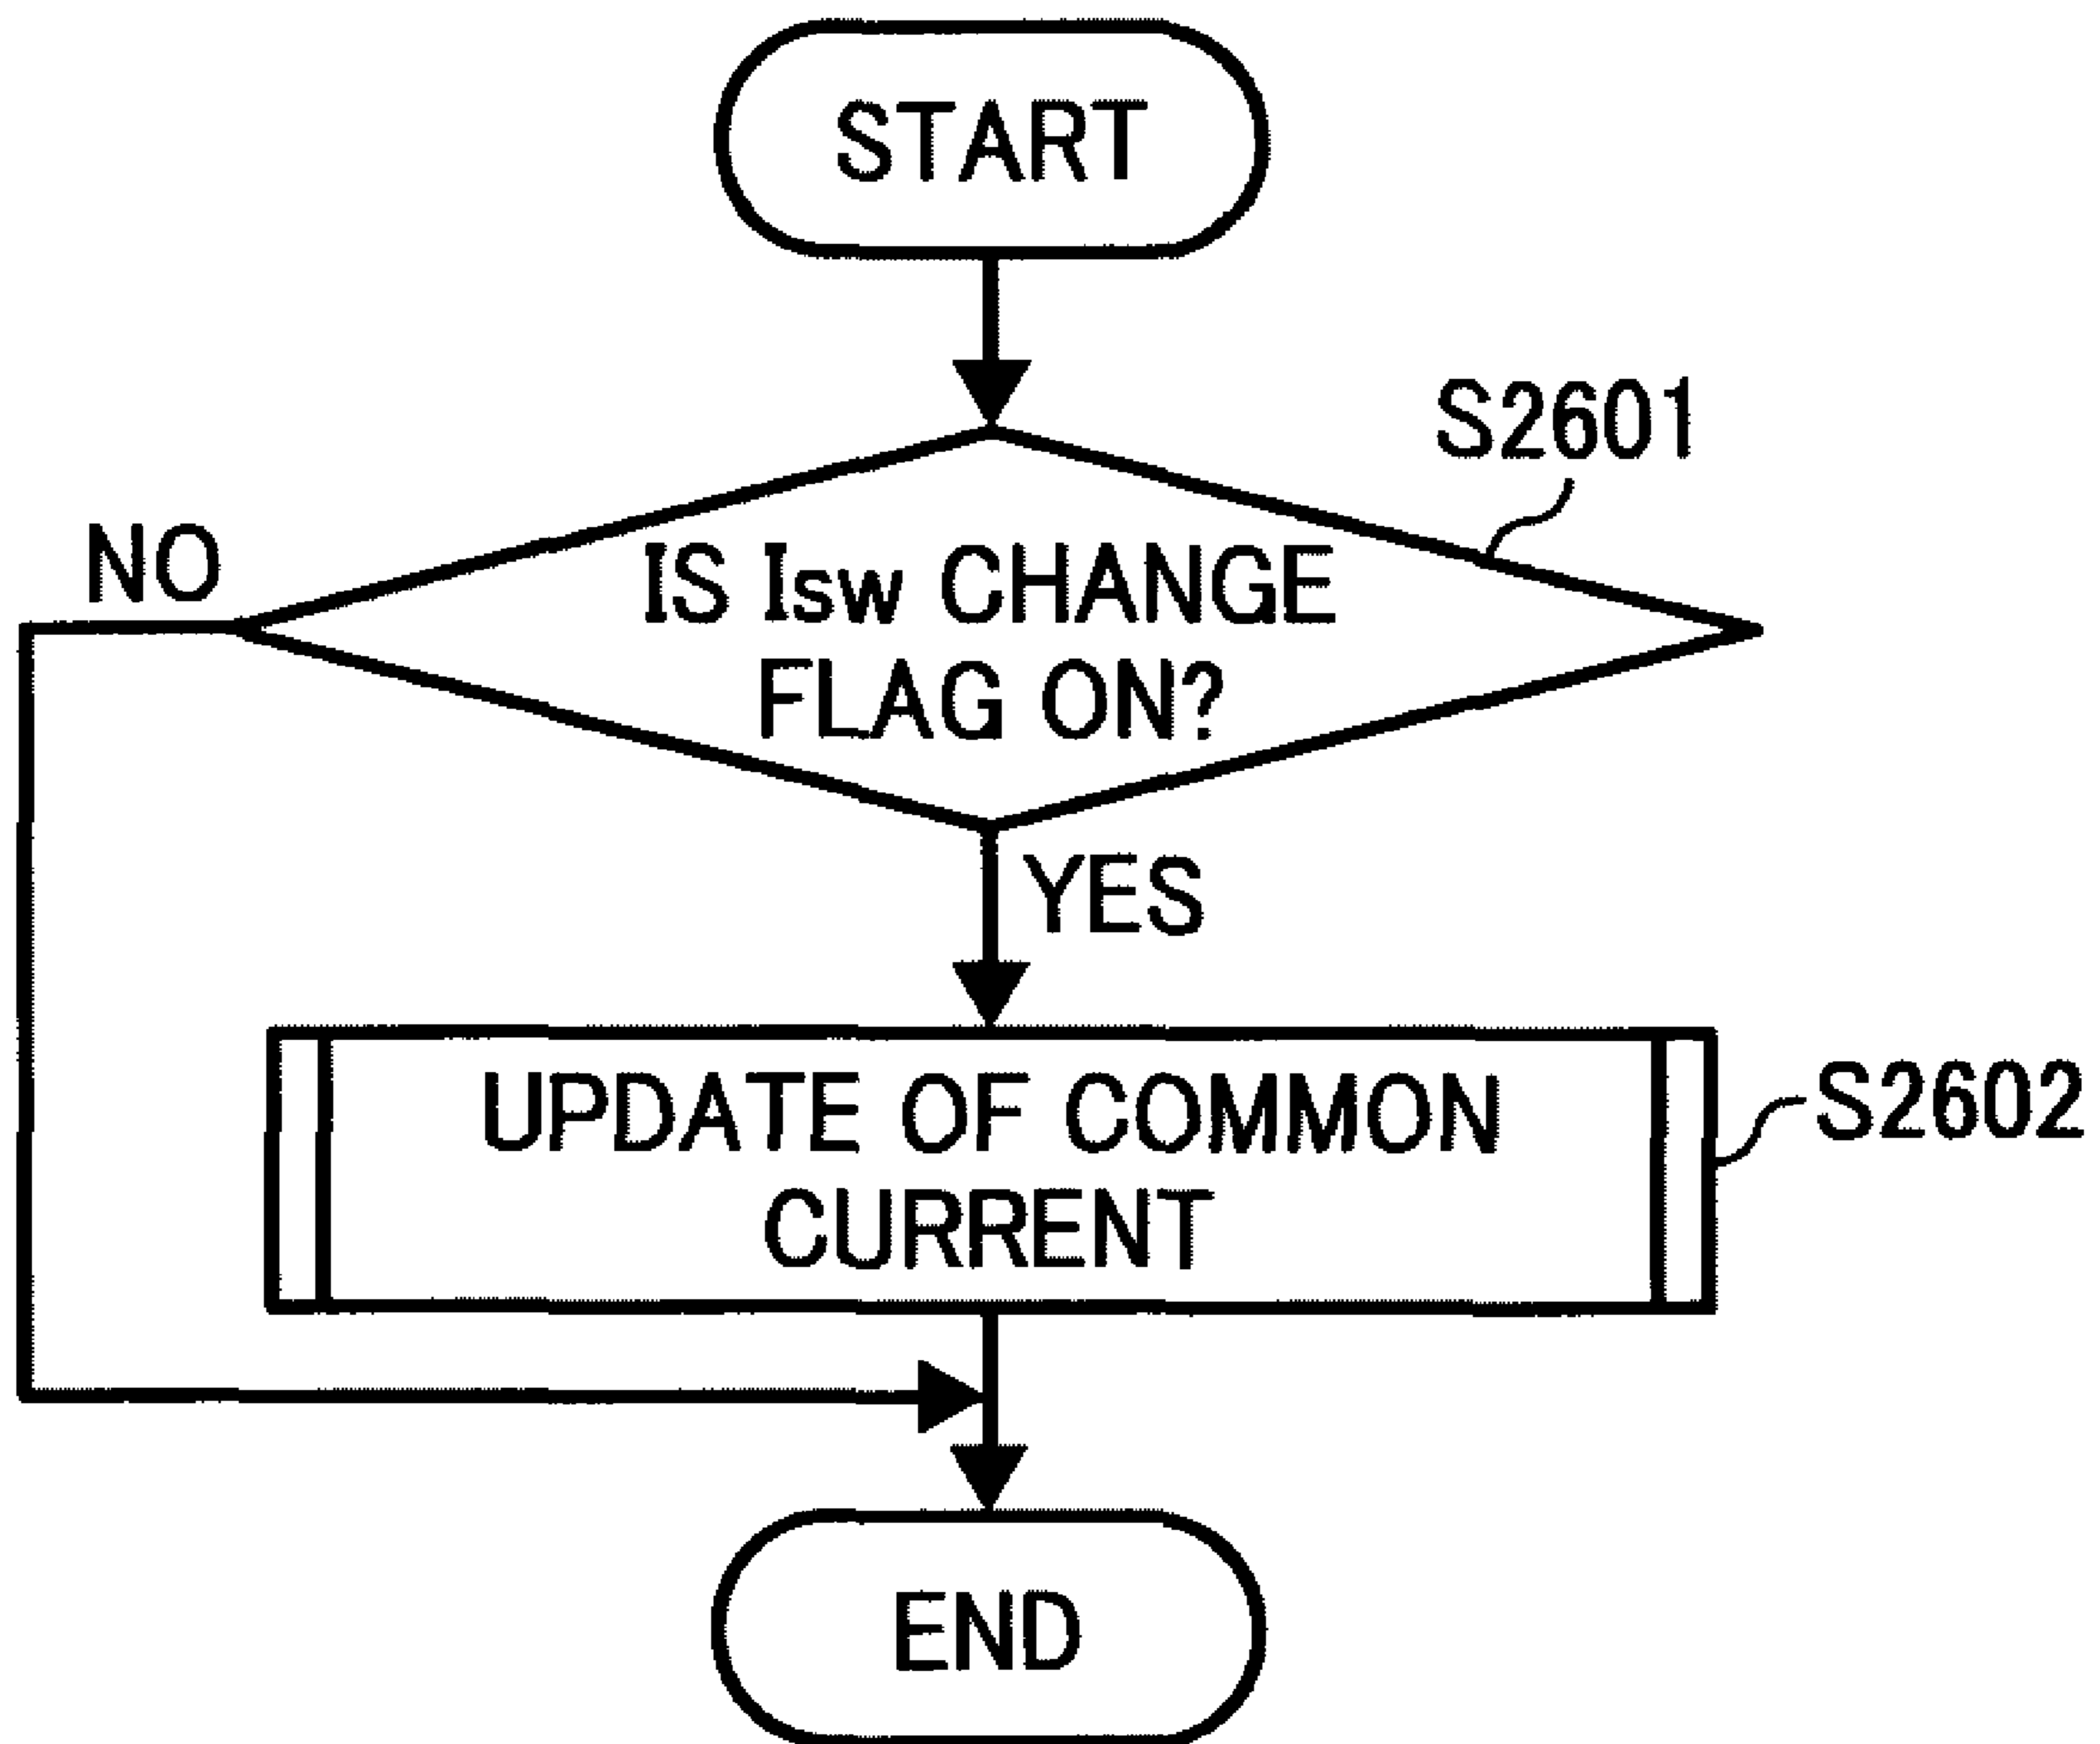 START
S2601
NO
IS Isw CHANGE
FLAG ON?
YES
UPDATE OF COMMON
CURRENT
S2602
END